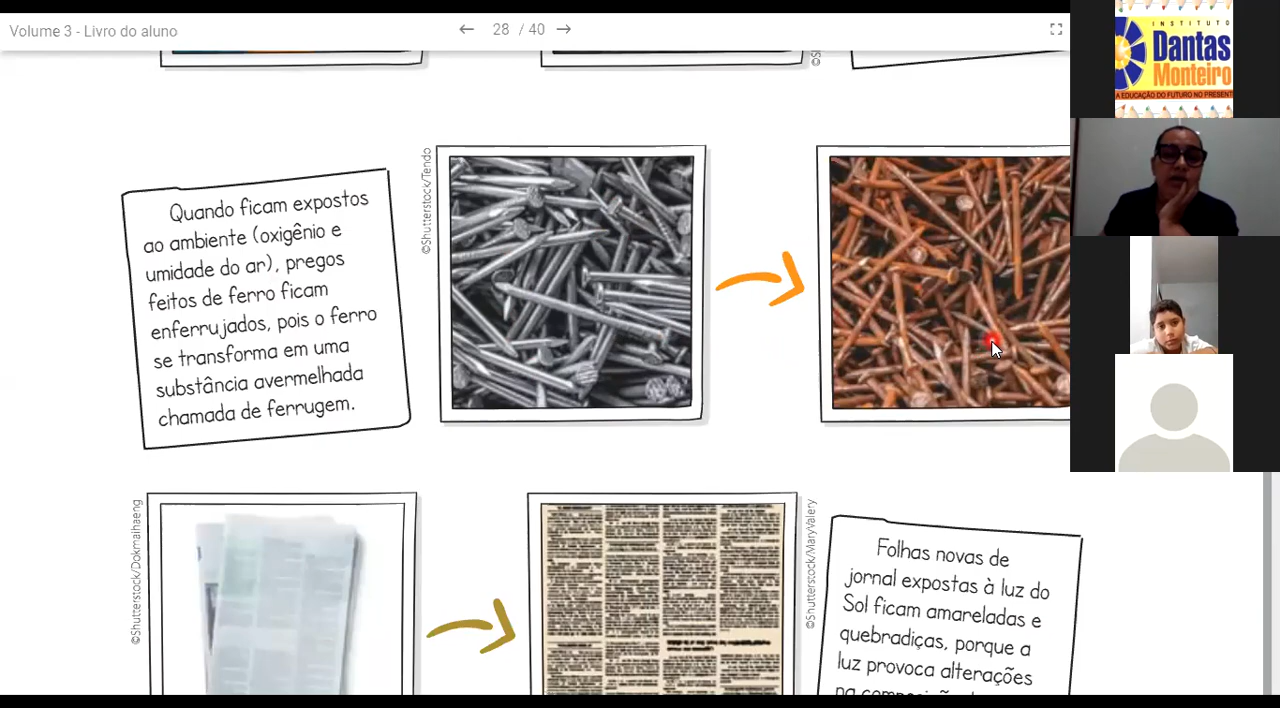 Volume 3 - Livro do aluno
28 / 40
INSTITUTO
Dantas
Monteiro
A EDUCAÇÃO DO FUTURO NO PRESENTE
Quando ficam expostos
ao ambiente (oxigênio e
umidade do ar), pregos
feitos de ferro ficam
enferrujados, pois o ferro
se transforma em uma
substância avermelhada
chamada de ferrugem.
©Shutterstock/Tendo
©Shutterstock/Dokmaihaeng
©Shutterstock/MaryValery
Folhas novas de
jornal expostas à luz do
Sol ficam amareladas e
quebradiças, porque a
luz provoca alterações